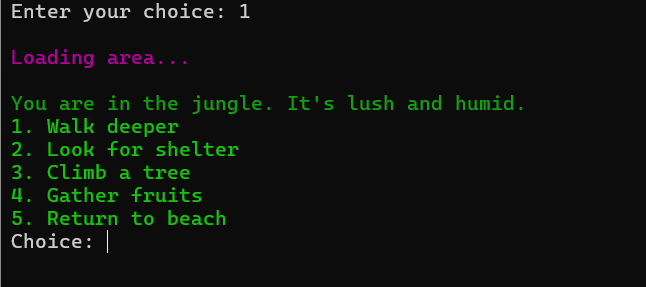 Enter your choice: 1
Loading area...
You are in the jungle. It's lush and humid.
1. Walk deeper
2. Look for shelter
3. Climb a tree
4. Gather fruits
5. Return to beach
Choice: